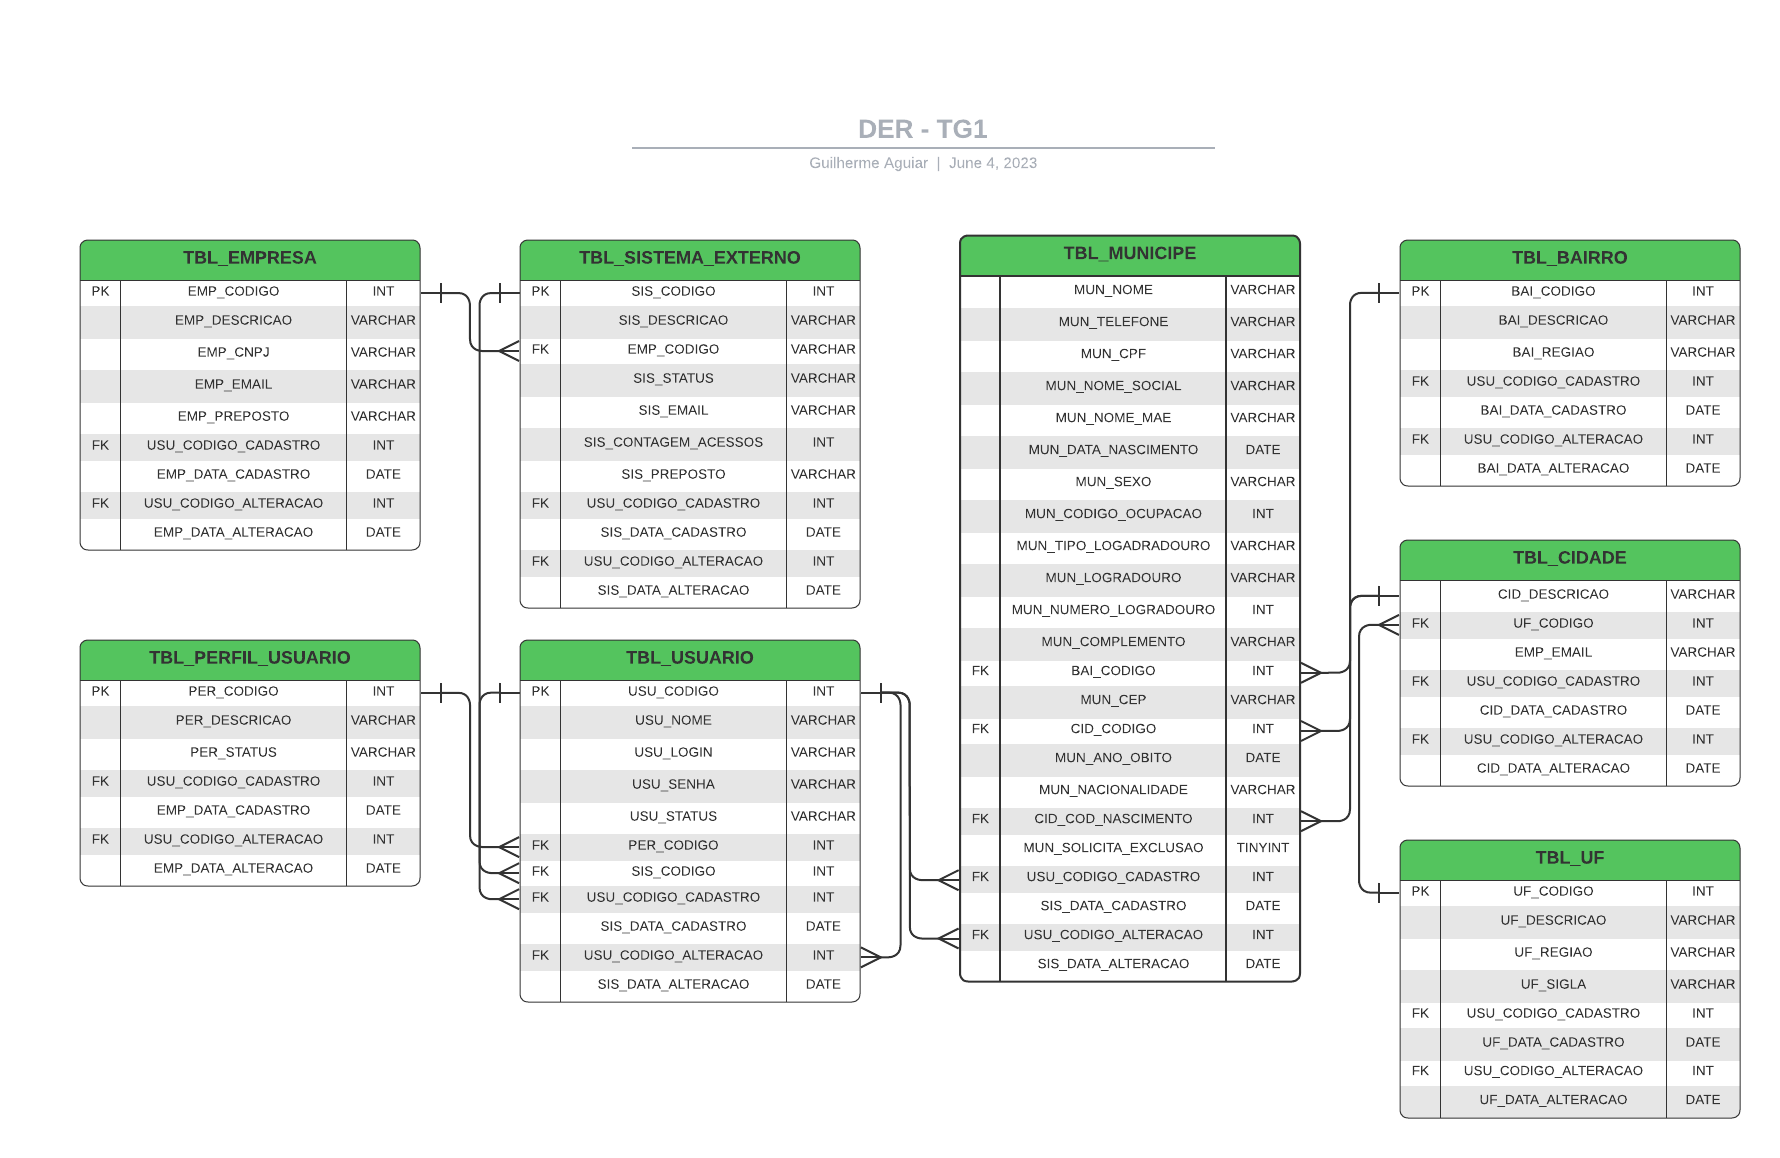 DER - TG1
Guilherme Aguiar | June 4, 2023
TBL_EMPRESA
PK EMP_CODIGO INT
EMP_DESCRICAO VARCHAR
EMP_CNPJ VARCHAR
EMP_EMAIL VARCHAR
EMP_PREPOSTO VARCHAR
FK USU_CODIGO_CADASTRO INT
EMP_DATA_CADASTRO DATE
FK USU_CODIGO_ALTERACAO INT
EMP_DATA_ALTERACAO DATE
TBL_SISTEMA_EXTERNO
PK SIS_CODIGO INT
SIS_DESCRICAO VARCHAR
FK EMP_CODIGO VARCHAR
SIS_STATUS VARCHAR
SIS_EMAIL VARCHAR
SIS_CONTAGEM_ACESSOS INT
SIS_PREPOSTO VARCHAR
FK USU_CODIGO_CADASTRO INT
SIS_DATA_CADASTRO DATE
FK USU_CODIGO_ALTERACAO INT
SIS_DATA_ALTERACAO DATE
TBL_PERFIL_USUARIO
PK PER_CODIGO INT
PER_DESCRICAO VARCHAR
PER_STATUS VARCHAR
FK USU_CODIGO_CADASTRO INT
EMP_DATA_CADASTRO DATE
FK USU_CODIGO_ALTERACAO INT
EMP_DATA_ALTERACAO DATE
TBL_USUARIO
PK USU_CODIGO INT
USU_NOME VARCHAR
USU_LOGIN VARCHAR
USU_SENHA VARCHAR
USU_STATUS VARCHAR
FK PER_CODIGO INT
FK SIS_CODIGO INT
FK USU_CODIGO_CADASTRO INT
SIS_DATA_CADASTRO DATE
FK USU_CODIGO_ALTERACAO INT
SIS_DATA_ALTERACAO DATE
TBL_MUNICIPE
MUN_NOME VARCHAR
MUN_TELEFONE VARCHAR
MUN_CPF VARCHAR
MUN_NOME_SOCIAL VARCHAR
MUN_NOME_MAE VARCHAR
MUN_DATA_NASCIMENTO DATE
MUN_SEXO VARCHAR
MUN_CODIGO_OCUPACAO INT
MUN_TIPO_LOGADRADOURO VARCHAR
MUN_LOGRADOURO VARCHAR
MUN_NUMERO_LOGRADOURO INT
MUN_COMPLEMENTO VARCHAR
FK BAI_CODIGO INT
MUN_CEP VARCHAR
FK CID_CODIGO INT
MUN_ANO_OBITO DATE
MUN_NACIONALIDADE VARCHAR
FK CID_COD_NASCIMENTO INT
MUN_SOLICITA_EXCLUSAO TINYINT
FK USU_CODIGO_CADASTRO INT
SIS_DATA_CADASTRO DATE
FK USU_CODIGO_ALTERACAO INT
SIS_DATA_ALTERACAO DATE
TBL_BAIRRO
PK BAI_CODIGO INT
BAI_DESCRICAO VARCHAR
BAI_REGIAO VARCHAR
FK USU_CODIGO_CADASTRO INT
BAI_DATA_CADASTRO DATE
FK USU_CODIGO_ALTERACAO INT
BAI_DATA_ALTERACAO DATE
TBL_CIDADE
CID_DESCRICAO VARCHAR
FK UF_CODIGO INT
EMP_EMAIL VARCHAR
FK USU_CODIGO_CADASTRO INT
CID_DATA_CADASTRO DATE
FK USU_CODIGO_ALTERACAO INT
CID_DATA_ALTERACAO DATE
TBL_UF
PK UF_CODIGO INT
UF_DESCRICAO VARCHAR
UF_REGIAO VARCHAR
UF_SIGLA VARCHAR
FK USU_CODIGO_CADASTRO INT
UF_DATA_CADASTRO DATE
FK USU_CODIGO_ALTERACAO INT
UF_DATA_ALTERACAO DATE